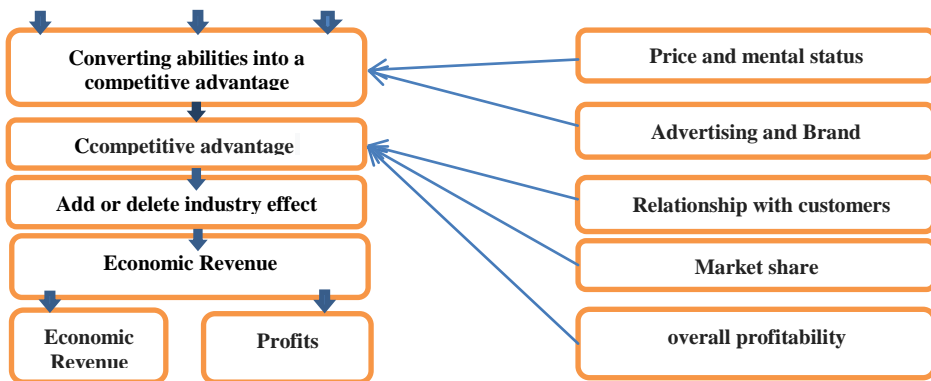 Converting abilities into a
competitive advantage
Ccompetitive advantage
Add or delete industry effect
Economic Revenue
Economic
Revenue
Profits
Price and mental status
Advertising and Brand
Relationship with customers
Market share
overall profitability